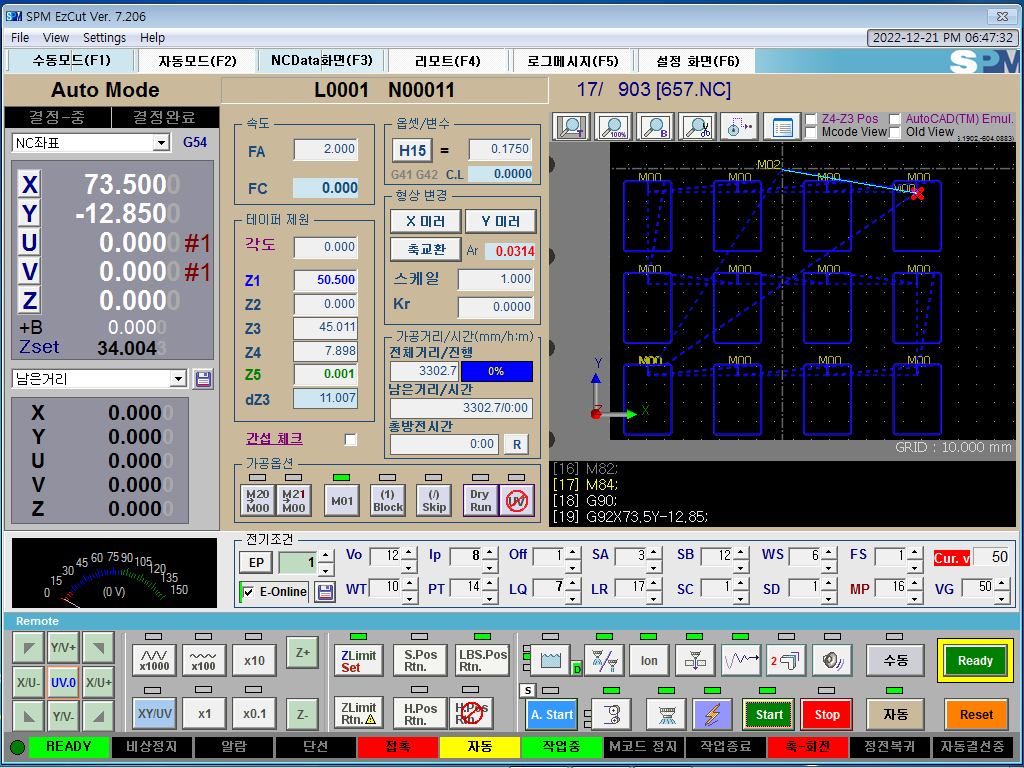 SPM EzCut Ver. 7.206
File View Settings Help
2022-12-21 PM 06:47:32
수동모드(F1) 자동모드(F2) NCData화면(F3) 리모트(F4) 로그메시지(F5) 설정 화면(F6)
SPM
Auto Mode
L0001 N00011
17/ 903 [657.NC]
결정-중 결정완료
NC좌표 G54
X 73.5000
Y -12.8500
U 0.0000 #1
V 0.0000 #1
Z 0.0000
+B 0.0000
Zset 34.0043
남은거리
X 0.0000
Y 0.0000
U 0.0000
V 0.0000
Z 0.0000
속도
FA 2.000
FC 0.000
테이퍼 제원
각도 0.000
Z1 50.500
Z2 0.000
Z3 45.011
Z4 7.898
Z5 0.001
dZ3 11.007
간섭 체크
옵셋/변수
H15 = 0.1750
G41 G42 C.L 0.0000
형상 변경
X 미러 Y 미러
축교환 Ar 0.0314
스케일 1.000
Kr 0.0000
가공거리/시간(mm/h:m)
전체거리/진행
3302.7 0%
남은거리/시간
3302.7/0:00
총방전시간
0:00 R
가공옵션
M20 M00
M21 M00
M01
(1) Block
(/) Skip
Dry Run
UV
T 100% B
Z4-Z3 Pos AutoCAD(TM) Emul.
Mcode View Old View
M02
M00 M00 M00 M00
M00 M00 M00 M00
M00 M00 M00 M00
Y
Z X
GRID : 10.000 mm
[16] M82;
[17] M84;
[18] G90;
[19] G92X73.5Y-12.85;
0 15 30 45 60 75 90 105 120 135 150
(0 V)
전기조건
EP 1
E-Online
Vo 12 Ip 8 Off 1 SA 3 SB 12 WS 6 FS 1 Cur. v 50
WT 10 PT 14 LQ 7 LR 17 SC 1 SD 1 MP 16 VG 50
Remote
Y/V+
X/U- UV.0 X/U+
Y/V-
x1000 x100 x10 Z+
XY/UV x1 x0.1 Z-
ZLimit Set
S.Pos Rtn.
LBS.Pos Rtn.
ZLimit Rtn.
H.Pos Rtn.
D Ion 2 수동 Ready
S A. Start Start Stop 자동 Reset
READY 비상정지 알람 단선 접촉 자동 작업중 M코드 정지 작업종료 축-회전 정전복귀 자동결선중